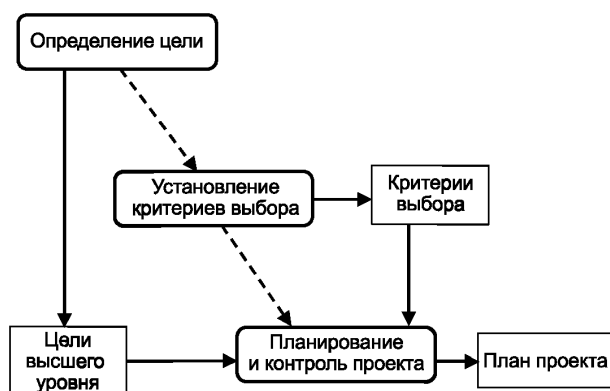 Определение цели
Установление
критериев выбора
Критерии
выбора
Цели
высшего
уровня
Планирование
и контроль проекта
План проекта